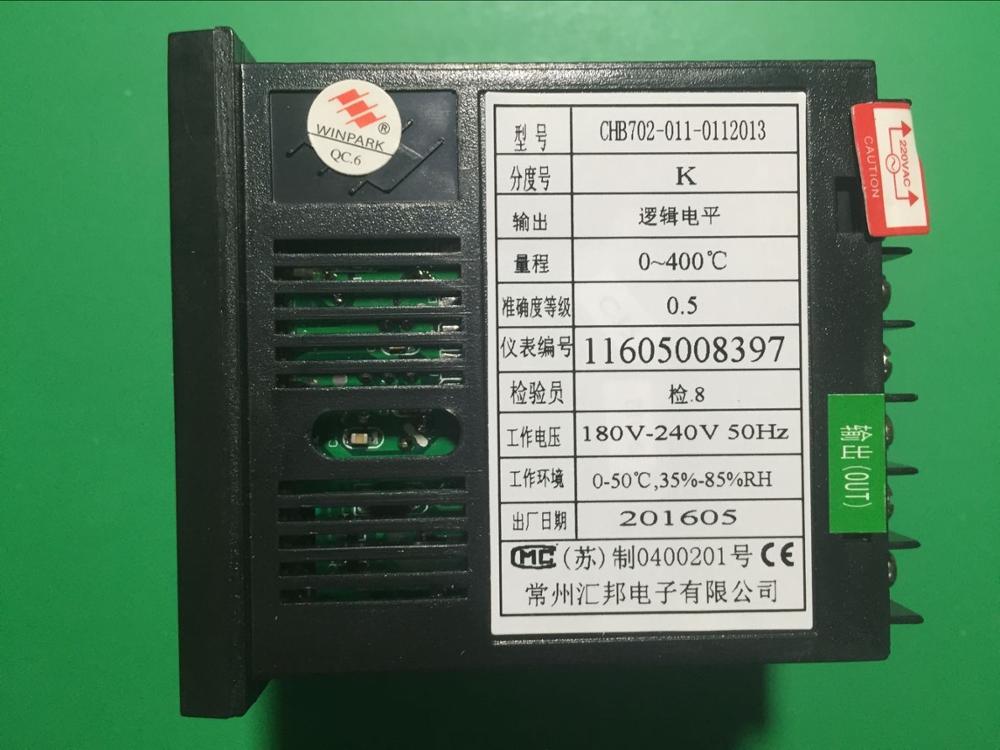 WINPARK ®
QC.6
型号 CHB702-011-0112013
分度号 K
输出 逻辑电平
量程 0~400℃
准确度等级 0.5
仪表编号 11605008397
检验员 检.8
工作电压 180V-240V 50Hz
工作环境 0-50℃,35%-85%RH
出厂日期 201605
MC (苏)制0400201号 CE
常州汇邦电子有限公司
220VAC
CAUTION
输出(OUT)